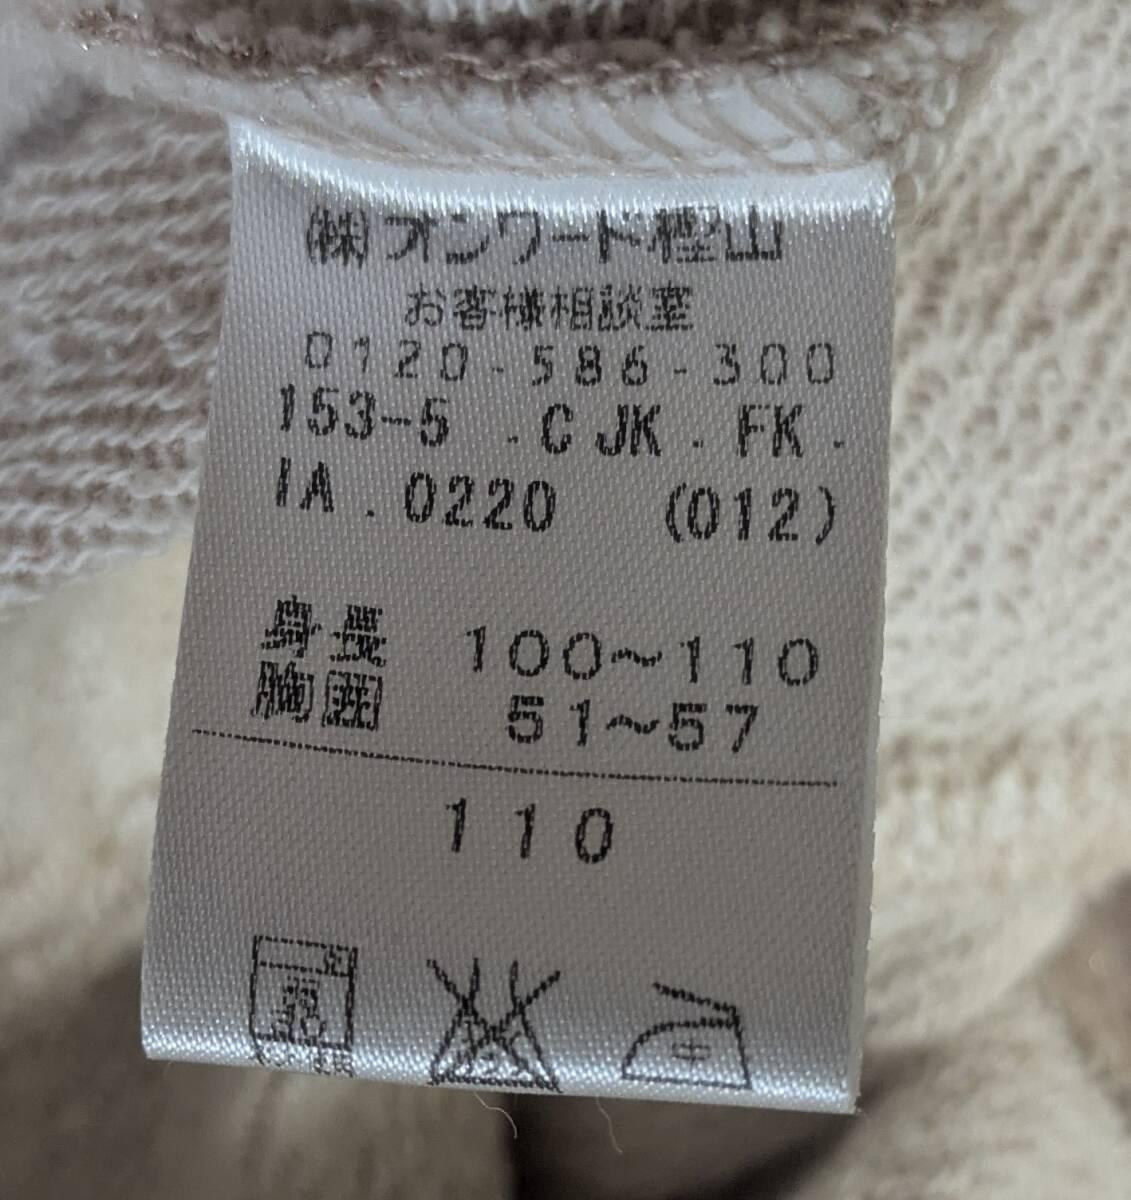 ㈱オンワード樫山
お客様相談室
0120-586-300
153-5 .CJK.FK.
IA.0220 (012)
身長 100～110
胸囲 51～57
110
中